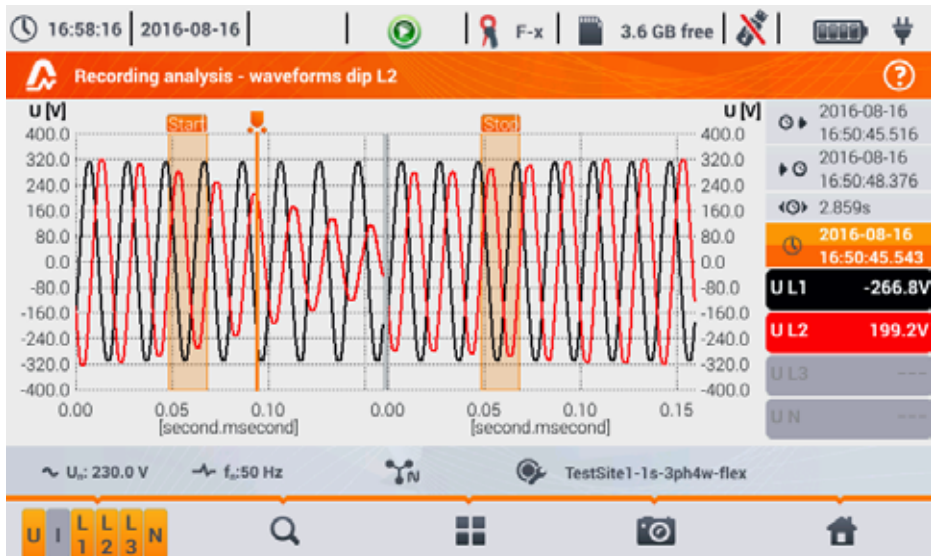 16:58:16 2016-08-16 F-x 3.6 GB free
Recording analysis - waveforms dip L2
U [V] U [V]
Start Stop
400.0 400.0
320.0 320.0
240.0 240.0
160.0 160.0
80.0 80.0
0.0 0.0
-80.0 -80.0
-160.0 -160.0
-240.0 -240.0
-320.0 -320.0
-400.0 -400.0
0.00 0.05 0.10 0.00 0.05 0.10 0.15
[second.msecond] [second.msecond]
2016-08-16
16:50:45.516
2016-08-16
16:50:48.376
2.859s
2016-08-16
16:50:45.543
U L1 -266.8V
U L2 199.2V
U L3 ---
U N ---
Uₙ: 230.0 V fₙ:50 Hz N TestSite1-1s-3ph4w-flex
U I L1 L2 L3 N